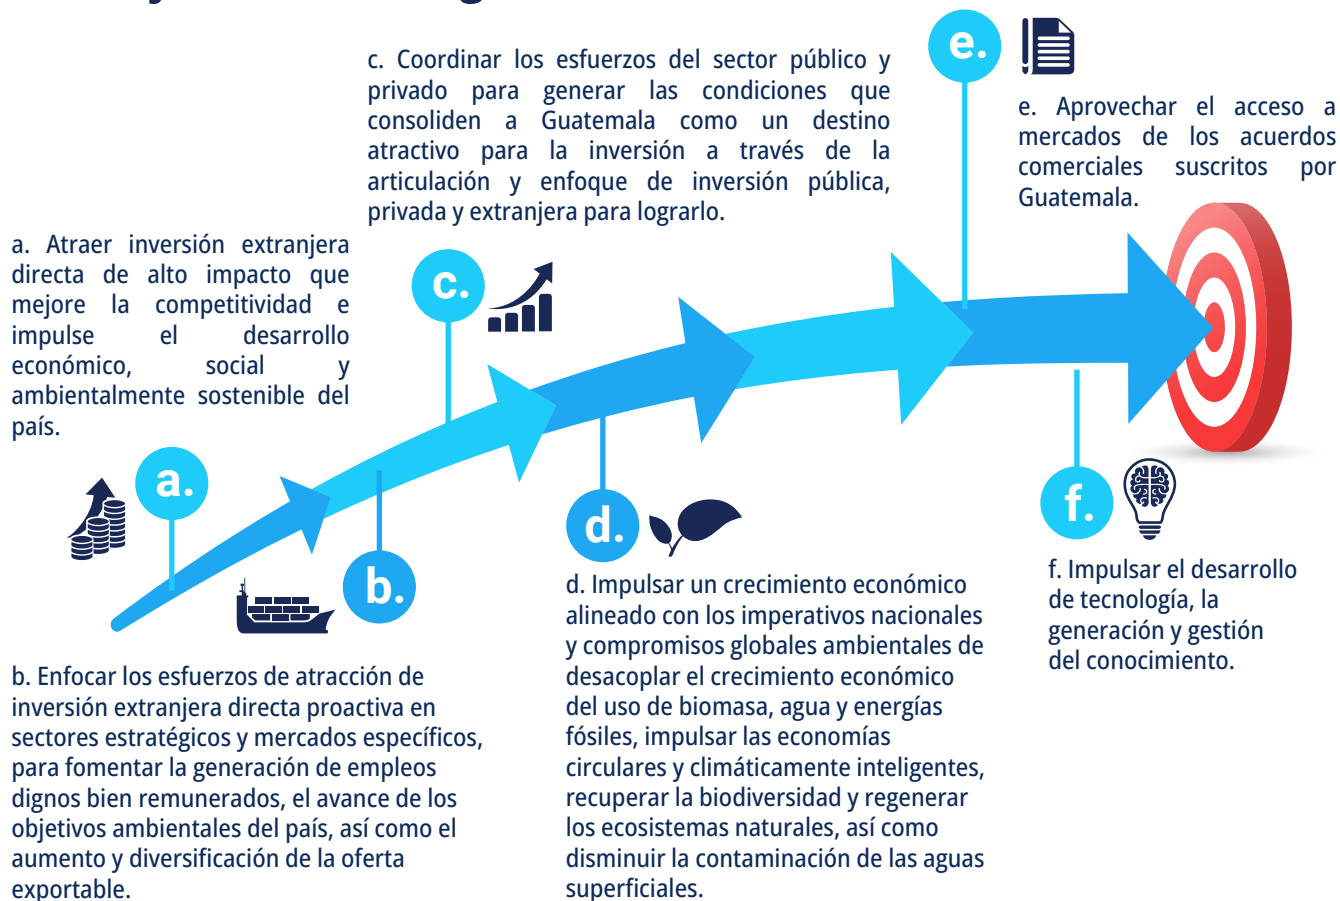 c. Coordinar los esfuerzos del sector público y
privado para generar las condiciones que
consoliden a Guatemala como un destino
atractivo para la inversión a través de la
articulación y enfoque de inversión pública,
privada y extranjera para lograrlo.
e.
e. Aprovechar el acceso a
mercados de los acuerdos
comerciales suscritos por
Guatemala.
a. Atraer inversión extranjera
directa de alto impacto que
mejore la competitividad e
impulse el desarrollo
económico, social y
ambientalmente sostenible del
país.
c.
a.
b.
d.
f.
b. Enfocar los esfuerzos de atracción de
inversión extranjera directa proactiva en
sectores estratégicos y mercados específicos,
para fomentar la generación de empleos
dignos bien remunerados, el avance de los
objetivos ambientales del país, así como el
aumento y diversificación de la oferta
exportable.
d. Impulsar un crecimiento económico
alineado con los imperativos nacionales
y compromisos globales ambientales de
desacoplar el crecimiento económico
del uso de biomasa, agua y energías
fósiles, impulsar las economías
circulares y climáticamente inteligentes,
recuperar la biodiversidad y regenerar
los ecosistemas naturales, así como
disminuir la contaminación de las aguas
superficiales.
f. Impulsar el desarrollo
de tecnología, la
generación y gestión
del conocimiento.